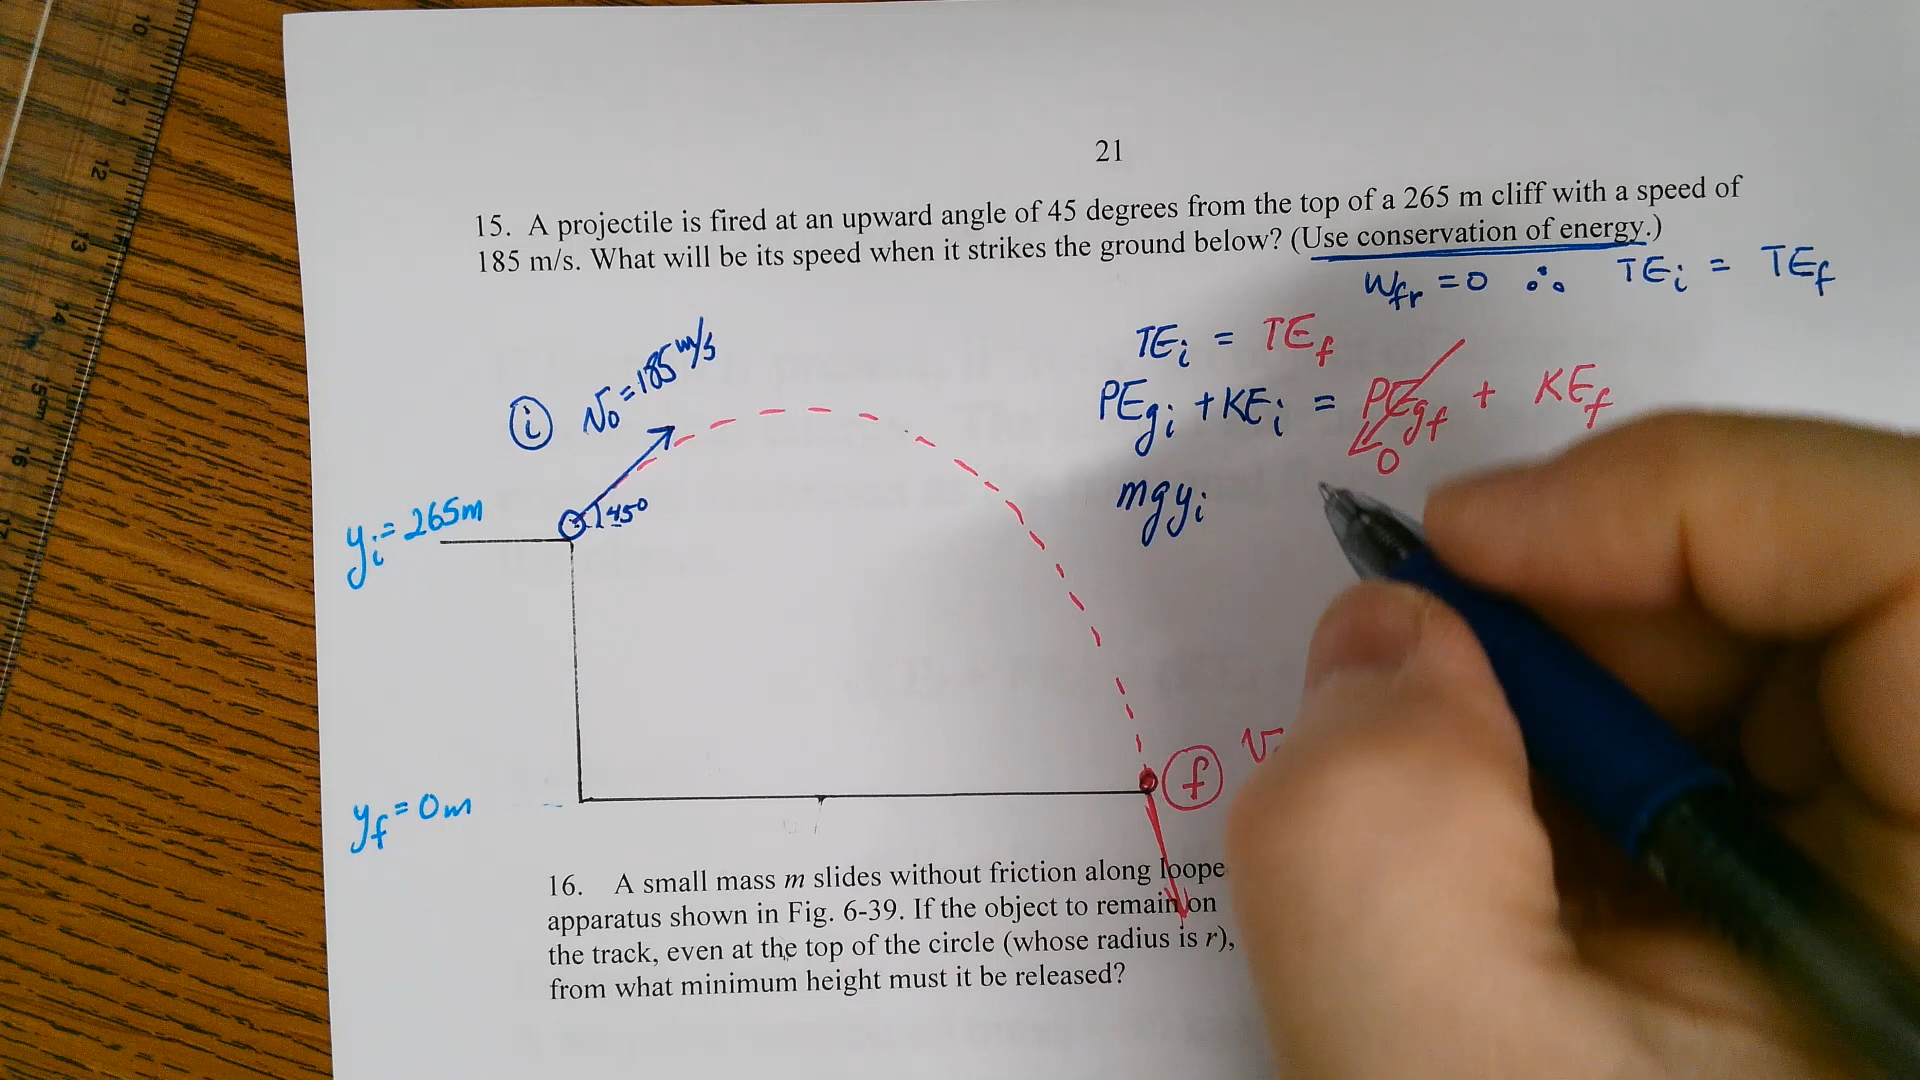 21
15. A projectile is fired at an upward angle of 45 degrees from the top of a 265 m cliff with a speed of
185 m/s. What will be its speed when it strikes the ground below? (Use conservation of energy.)
Wfr = 0 ∴ TEi = TEf
TEi = TEf
PEgi + KEi = PEgf + KEf
0
mgyi
i v0 = 185 m/s
45°
yi = 265m
f v
yf = 0m
16. A small mass m slides without friction along loope
apparatus shown in Fig. 6-39. If the object to remain on
the track, even at the top of the circle (whose radius is r),
from what minimum height must it be released?
10
11
12
13
14
15cm
16